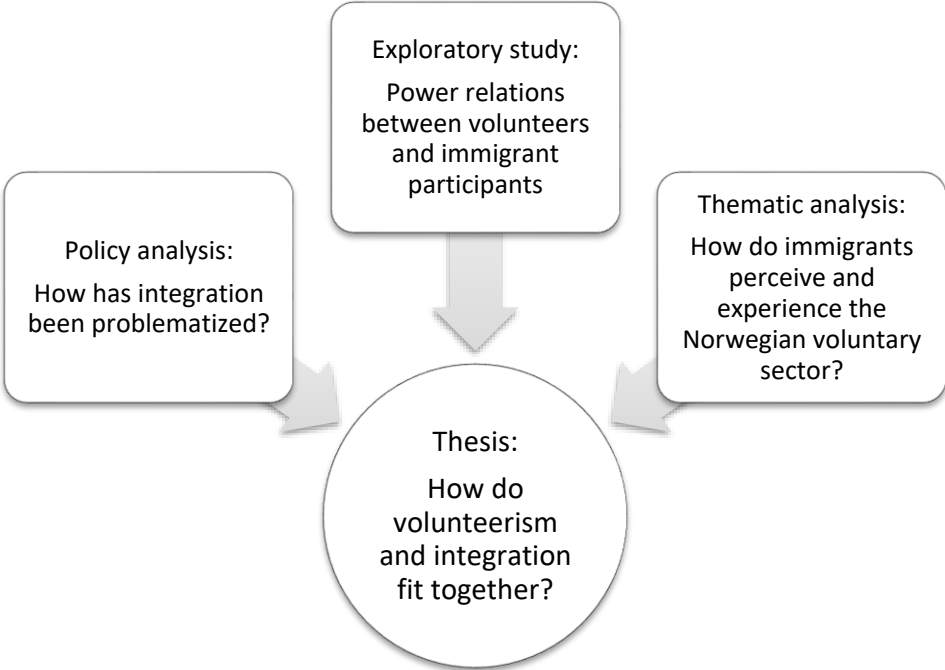 Exploratory study:
Power relations
between volunteers
and immigrant
participants
Policy analysis:
How has integration
been problematized?
Thematic analysis:
How do immigrants
perceive and
experience the
Norwegian voluntary
sector?
Thesis:
How do
volunteerism
and integration
fit together?